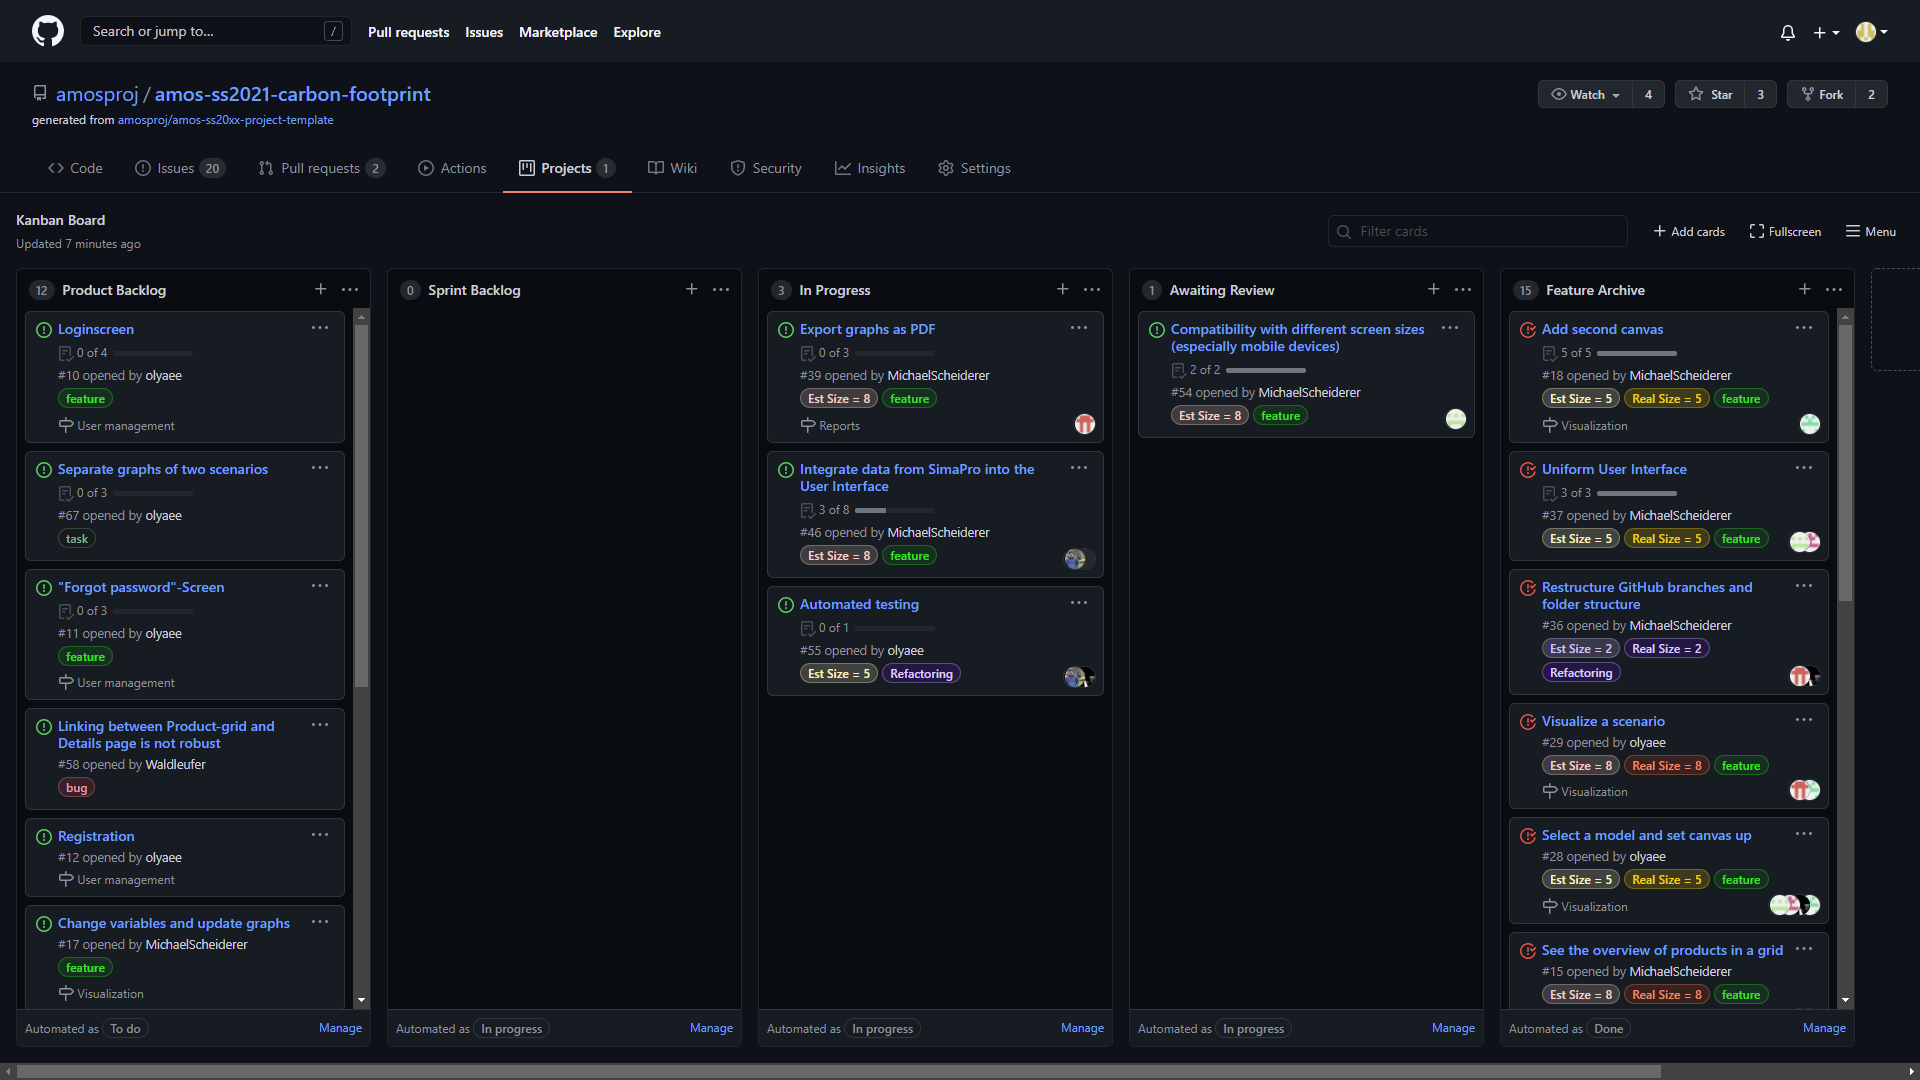 Search or jump to...
/
Pull requests
Issues
Marketplace
Explore
amosproj / amos-ss2021-carbon-footprint
generated from amosproj/amos-ss20xx-project-template
Watch 4
Star 3
Fork 2
Code
Issues 20
Pull requests 2
Actions
Projects 1
Wiki
Security
Insights
Settings
Kanban Board
Updated 7 minutes ago
Filter cards
Add cards
Fullscreen
Menu
12 Product Backlog
Loginscreen
0 of 4
#10 opened by olyaee
feature
User management
Separate graphs of two scenarios
0 of 3
#67 opened by olyaee
task
"Forgot password"-Screen
0 of 3
#11 opened by olyaee
feature
User management
Linking between Product-grid and
Details page is not robust
#58 opened by Waldleufer
bug
Registration
#12 opened by olyaee
User management
Change variables and update graphs
#17 opened by MichaelScheiderer
feature
Visualization
Automated as To do
Manage
0 Sprint Backlog
Automated as In progress
Manage
3 In Progress
Export graphs as PDF
0 of 3
#39 opened by MichaelScheiderer
Est Size = 8 feature
Reports
Integrate data from SimaPro into the
User Interface
3 of 8
#46 opened by MichaelScheiderer
Est Size = 8 feature
Automated testing
0 of 1
#55 opened by olyaee
Est Size = 5 Refactoring
Automated as In progress
Manage
1 Awaiting Review
Compatibility with different screen sizes
(especially mobile devices)
2 of 2
#54 opened by MichaelScheiderer
Est Size = 8 feature
Automated as In progress
Manage
15 Feature Archive
Add second canvas
5 of 5
#18 opened by MichaelScheiderer
Est Size = 5 Real Size = 5 feature
Visualization
Uniform User Interface
3 of 3
#37 opened by MichaelScheiderer
Est Size = 5 Real Size = 5 feature
Restructure GitHub branches and
folder structure
#36 opened by MichaelScheiderer
Est Size = 2 Real Size = 2
Refactoring
Visualize a scenario
#29 opened by olyaee
Est Size = 8 Real Size = 8 feature
Visualization
Select a model and set canvas up
#28 opened by olyaee
Est Size = 5 Real Size = 5 feature
Visualization
See the overview of products in a grid
#15 opened by MichaelScheiderer
Est Size = 8 Real Size = 8 feature
Automated as Done
Manage